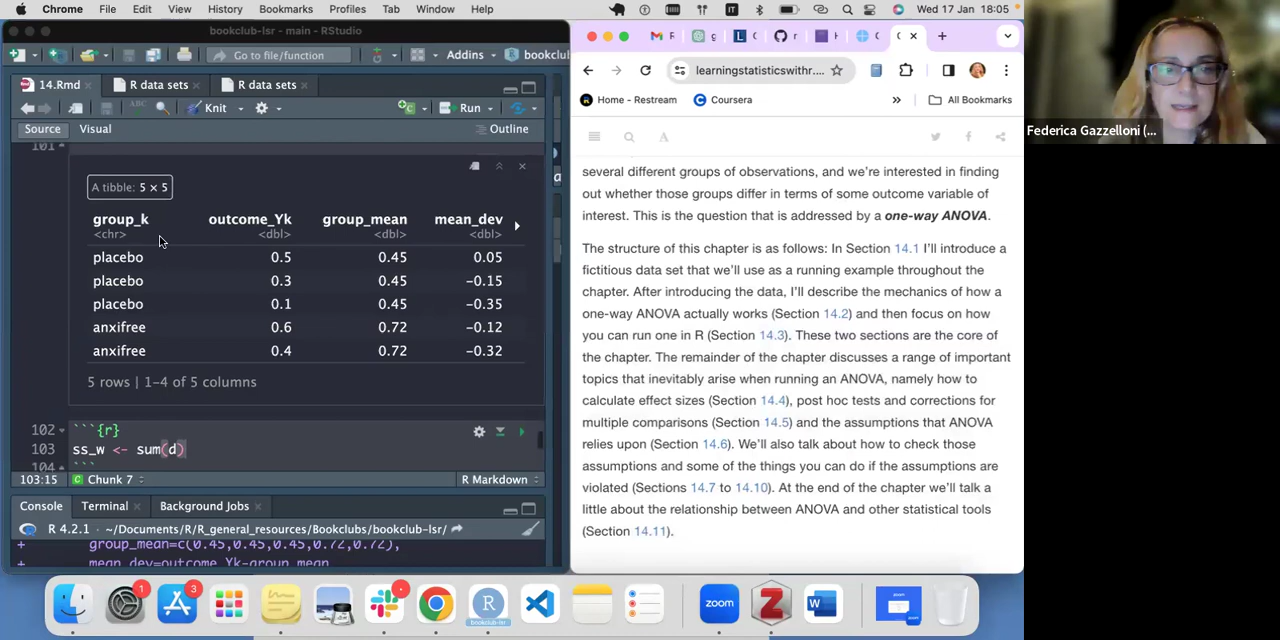 Chrome File Edit View History Bookmarks Profiles Tab Window Help IT Wed 17 Jan 18:05
bookclub-lsr - main - RStudio
Go to file/function Addins
14.Rmd R data sets R data sets
Knit Run
Source Visual Outline
101
A tibble: 5 × 5
group_k outcome_Yk group_mean mean_dev
<chr> <dbl> <dbl> <dbl>
placebo 0.5 0.45 0.05
placebo 0.3 0.45 -0.15
placebo 0.1 0.45 -0.35
anxifree 0.6 0.72 -0.12
anxifree 0.4 0.72 -0.32
5 rows | 1-4 of 5 columns
102 ```{r}
103 ss_w <- sum(d)
104 ```
103:15 Chunk 7 R Markdown
Console Terminal Background Jobs
R 4.2.1 · ~/Documents/R/R_general_resources/Bookclubs/bookclub-lsr/
+ group_mean=c(0.45,0.45,0.45,0.72,0.72),
+ mean_dev=outcome_Yk-group_mean
learningstatisticswithr....
Home - Restream Coursera » All Bookmarks
several different groups of observations, and we're interested in finding
out whether those groups differ in terms of some outcome variable of
interest. This is the question that is addressed by a one-way ANOVA.
The structure of this chapter is as follows: In Section 14.1 I'll introduce a
fictitious data set that we'll use as a running example throughout the
chapter. After introducing the data, I'll describe the mechanics of how a
one-way ANOVA actually works (Section 14.2) and then focus on how
you can run one in R (Section 14.3). These two sections are the core of
the chapter. The remainder of the chapter discusses a range of important
topics that inevitably arise when running an ANOVA, namely how to
calculate effect sizes (Section 14.4), post hoc tests and corrections for
multiple comparisons (Section 14.5) and the assumptions that ANOVA
relies upon (Section 14.6). We'll also talk about how to check those
assumptions and some of the things you can do if the assumptions are
violated (Sections 14.7 to 14.10). At the end of the chapter we'll talk a
little about the relationship between ANOVA and other statistical tools
(Section 14.11).
Federica Gazzelloni (...
1 3
zoom
bookclub-lsr